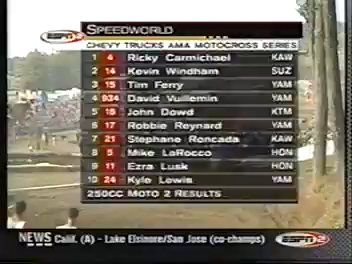 ESPN2 SPEEDWORLD
CHEVY TRUCKS AMA MOTOCROSS SERIES
1 4 Ricky Carmichael KAW
2 14 Kevin Windham SUZ
3 15 Tim Ferry YAM
4 934 David Vuillemin YAM
5 16 John Dowd KTM
6 17 Robbie Reynard YAM
7 21 Stephane Roncada KAW
8 5 Mike LaRocco HON
9 11 Ezra Lusk HON
10 24 Kyle Lewis YAM
250CC MOTO 2 RESULTS
NEWS Calif. (A) - Lake Elsinore/San Jose (co-champs) ESPN2